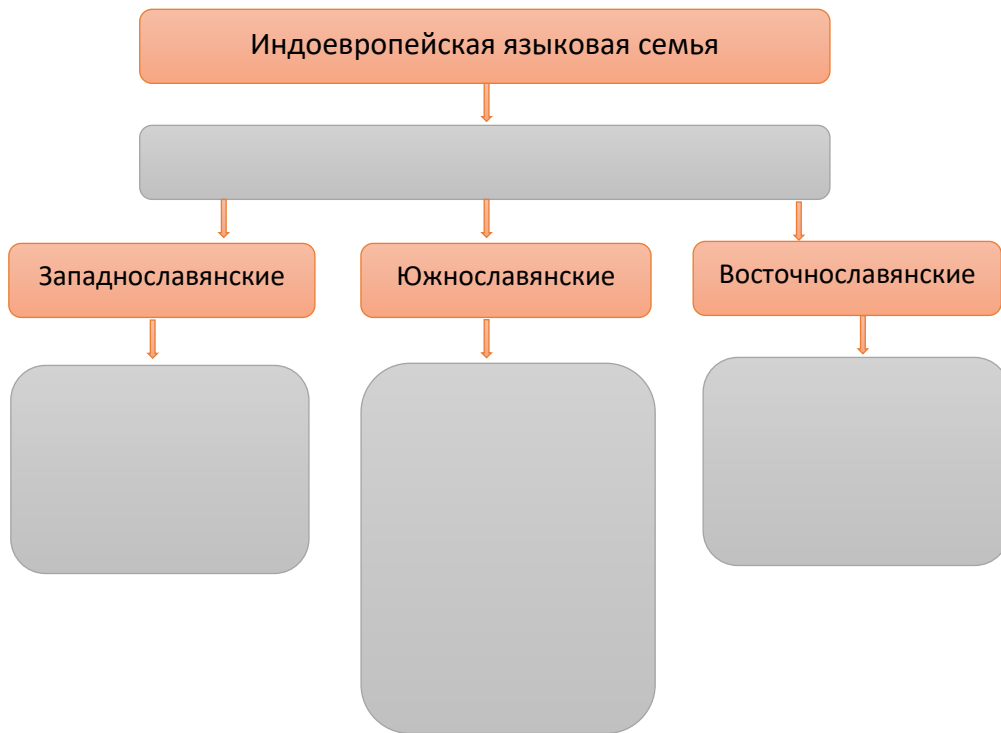 Индоевропейская языковая семья
Западнославянские
Южнославянские
Восточнославянские